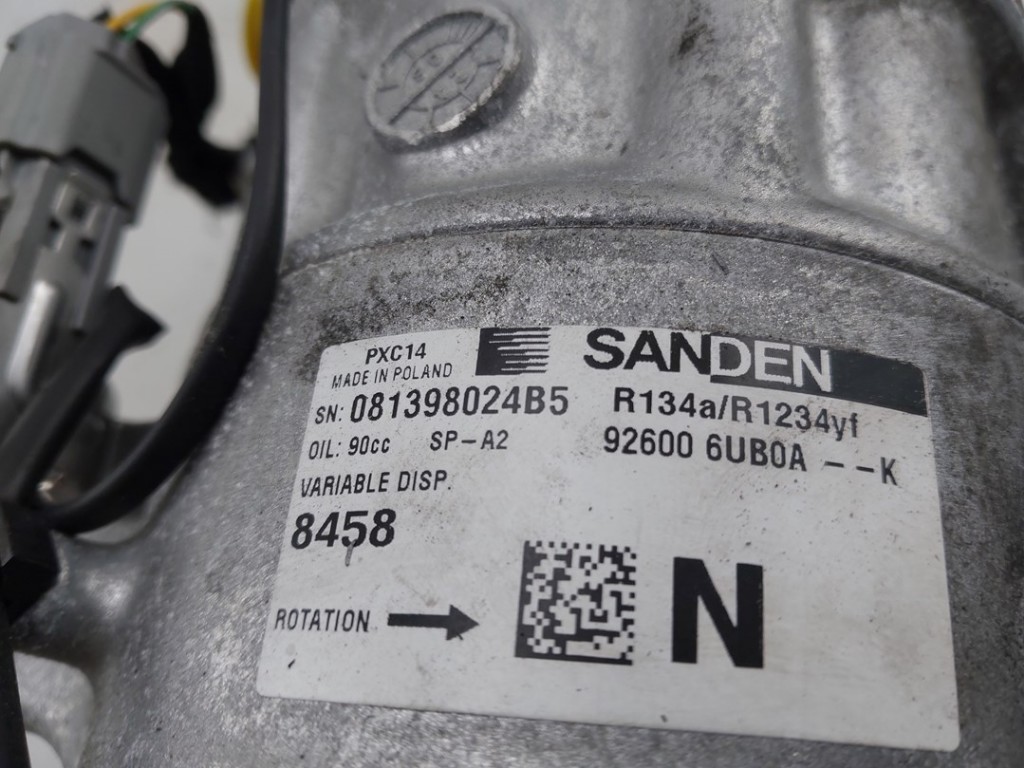 PXC14
MADE IN POLAND
SANDEN
SN: 081398024B5
R134a/R1234yf
OIL: 90cc SP-A2
92600 6UB0A --K
VARIABLE DISP.
8458
ROTATION
N